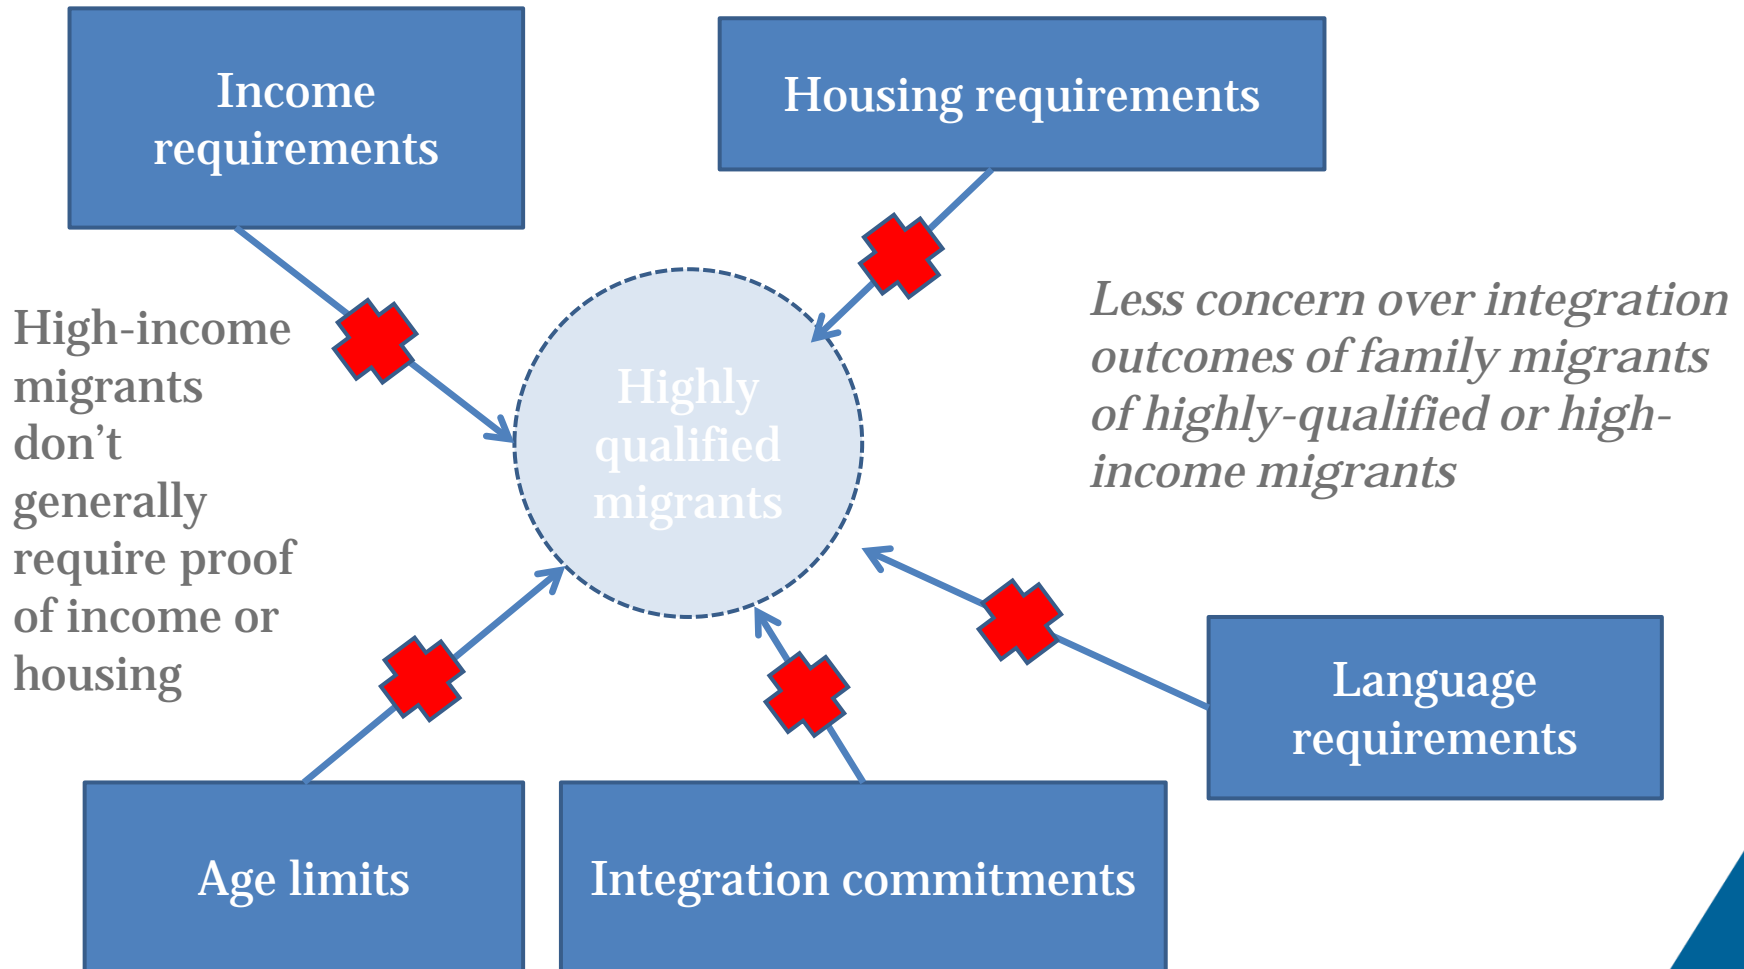 Income
requirements
Housing requirements
High-income
migrants
don’t
generally
require proof
of income or
housing
Highly
qualified
migrants
Less concern over integration
outcomes of family migrants
of highly-qualified or high-
income migrants
Language
requirements
Age limits
Integration commitments